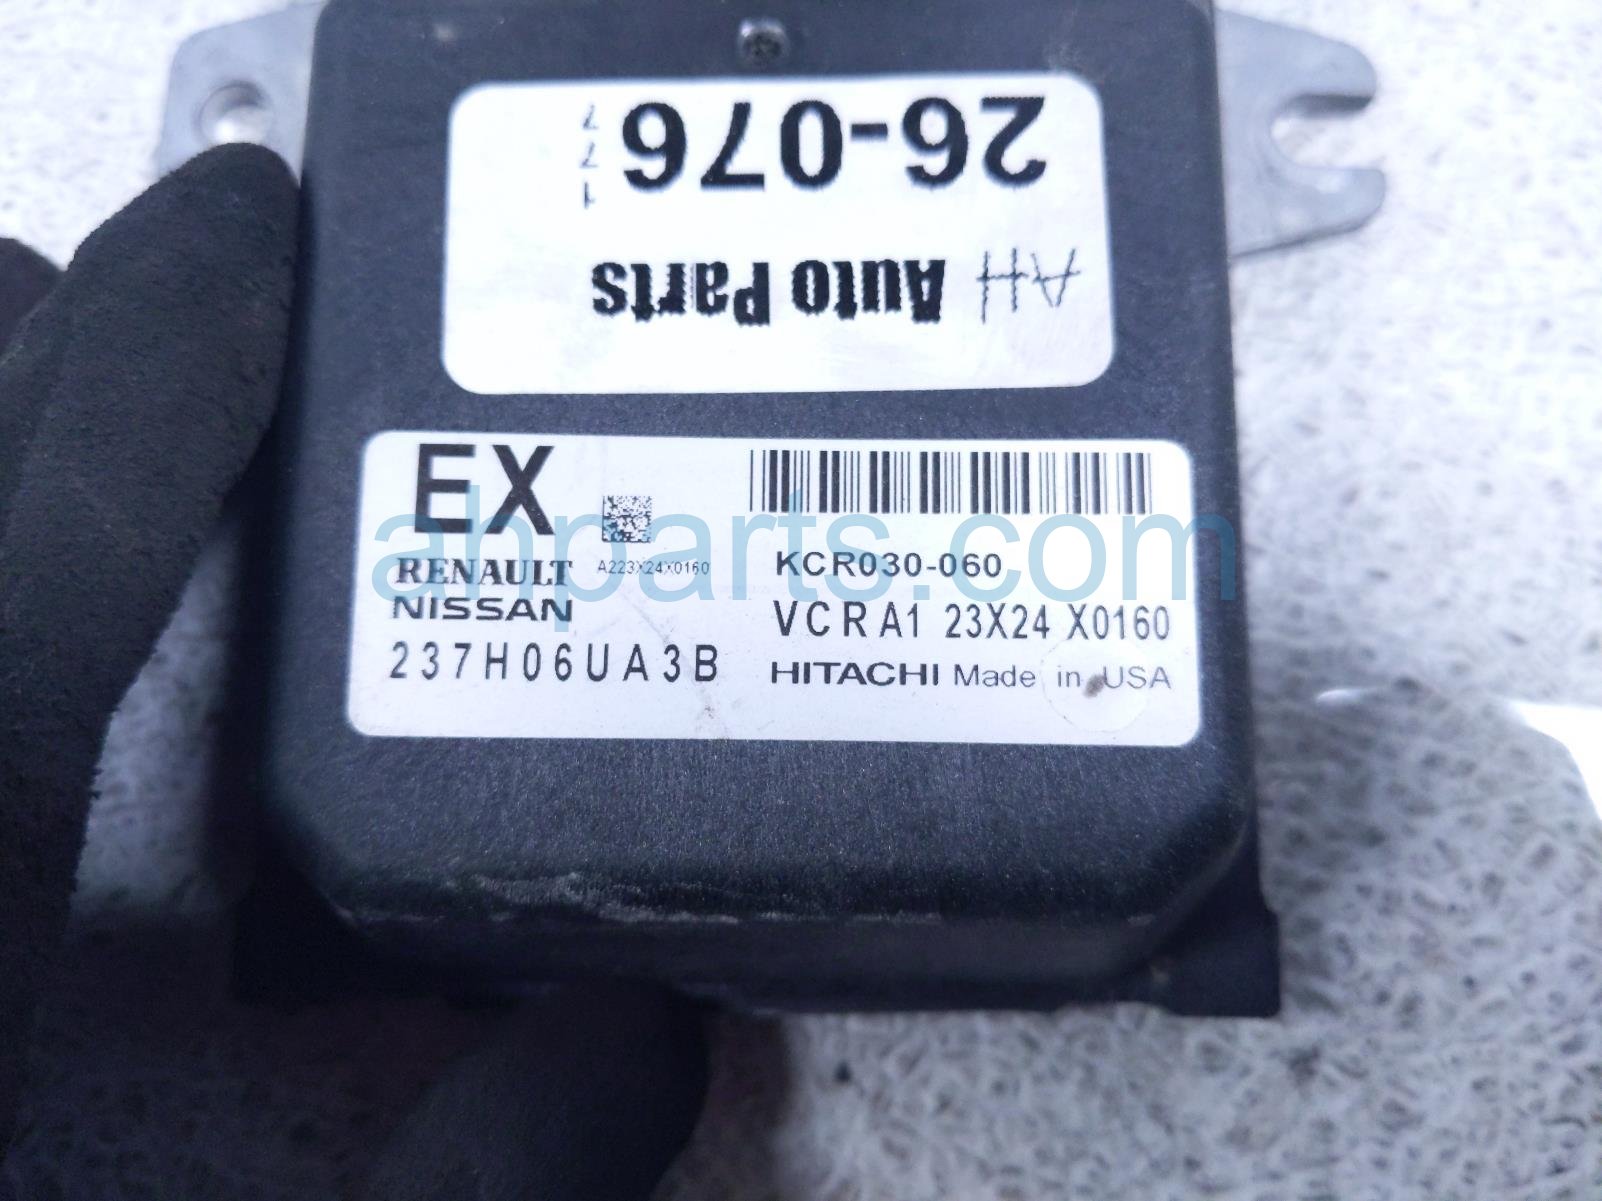 26-076
177
AH Auto Parts
EX
RENAULT
NISSAN
237H06UA3B
A223X24X0160
KCR030-060
VCRA1 23X24 X0160
HITACHI Made in USA
ahparts.com